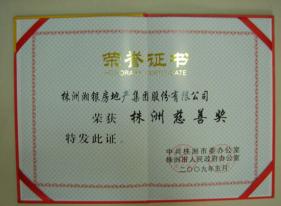 荣誉证书
HONORARY CERTIFICATE
株洲湘银房地产集团股份有限公司
荣获 株洲慈善奖
特发此证。
中共株洲市委办公室
株洲市人民政府办公室
二〇〇九年五月